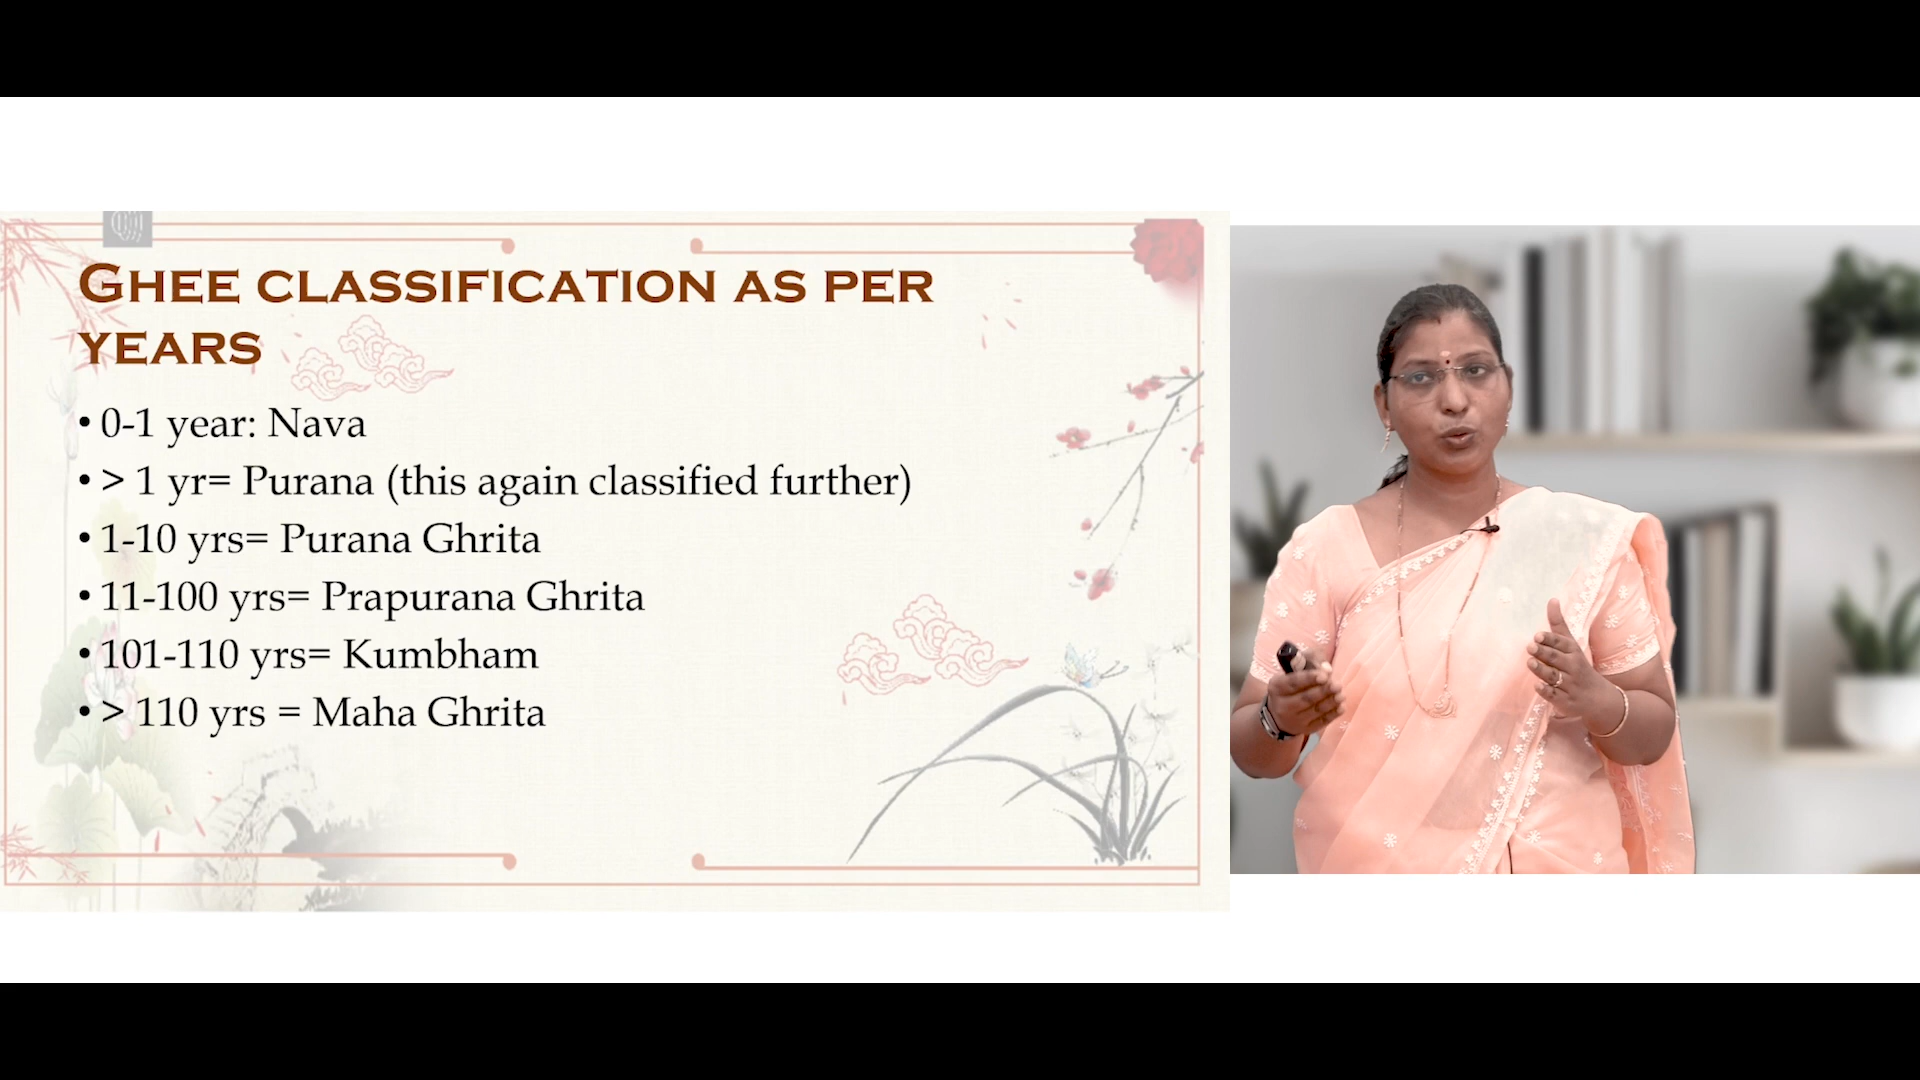 GHEE CLASSIFICATION AS PER
YEARS
• 0-1 year: Nava
• > 1 yr= Purana (this again classified further)
• 1-10 yrs= Purana Ghrita
• 11-100 yrs= Prapurana Ghrita
• 101-110 yrs= Kumbham
• > 110 yrs = Maha Ghrita